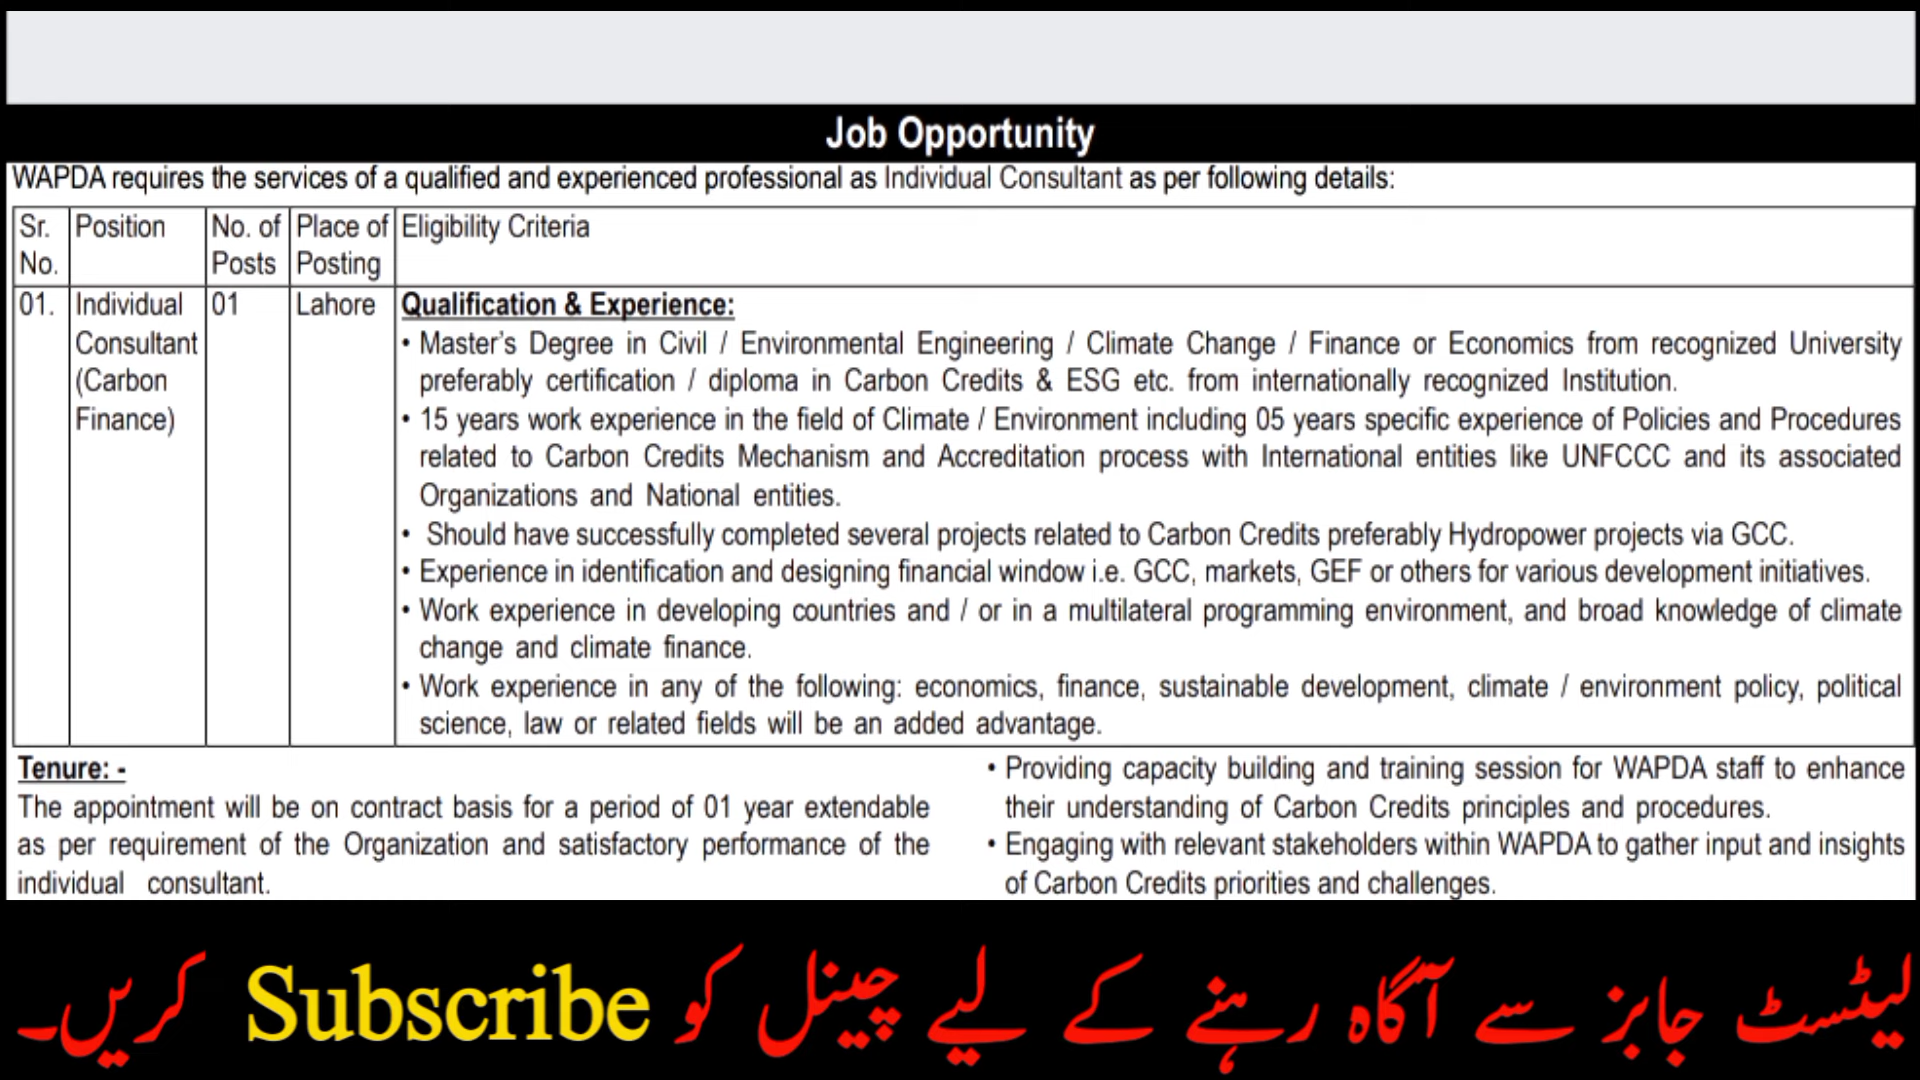 Job Opportunity
WAPDA requires the services of a qualified and experienced professional as Individual Consultant as per following details:
Sr. No.
Position
No. of Posts
Place of Posting
Eligibility Criteria
01.
Individual Consultant (Carbon Finance)
01
Lahore
Qualification & Experience:
• Master's Degree in Civil / Environmental Engineering / Climate Change / Finance or Economics from recognized University
preferably certification / diploma in Carbon Credits & ESG etc. from internationally recognized Institution.
• 15 years work experience in the field of Climate / Environment including 05 years specific experience of Policies and Procedures
related to Carbon Credits Mechanism and Accreditation process with International entities like UNFCCC and its associated
Organizations and National entities.
• Should have successfully completed several projects related to Carbon Credits preferably Hydropower projects via GCC.
• Experience in identification and designing financial window i.e. GCC, markets, GEF or others for various development initiatives.
• Work experience in developing countries and / or in a multilateral programming environment, and broad knowledge of climate
change and climate finance.
• Work experience in any of the following: economics, finance, sustainable development, climate / environment policy, political
science, law or related fields will be an added advantage.
Tenure: -
The appointment will be on contract basis for a period of 01 year extendable
as per requirement of the Organization and satisfactory performance of the
individual consultant.
• Providing capacity building and training session for WAPDA staff to enhance
their understanding of Carbon Credits principles and procedures.
• Engaging with relevant stakeholders within WAPDA to gather input and insights
of Carbon Credits priorities and challenges.
لیٹسٹ جابز سے آگاہ رہنے کے لیے چینل کو Subscribe کریں۔